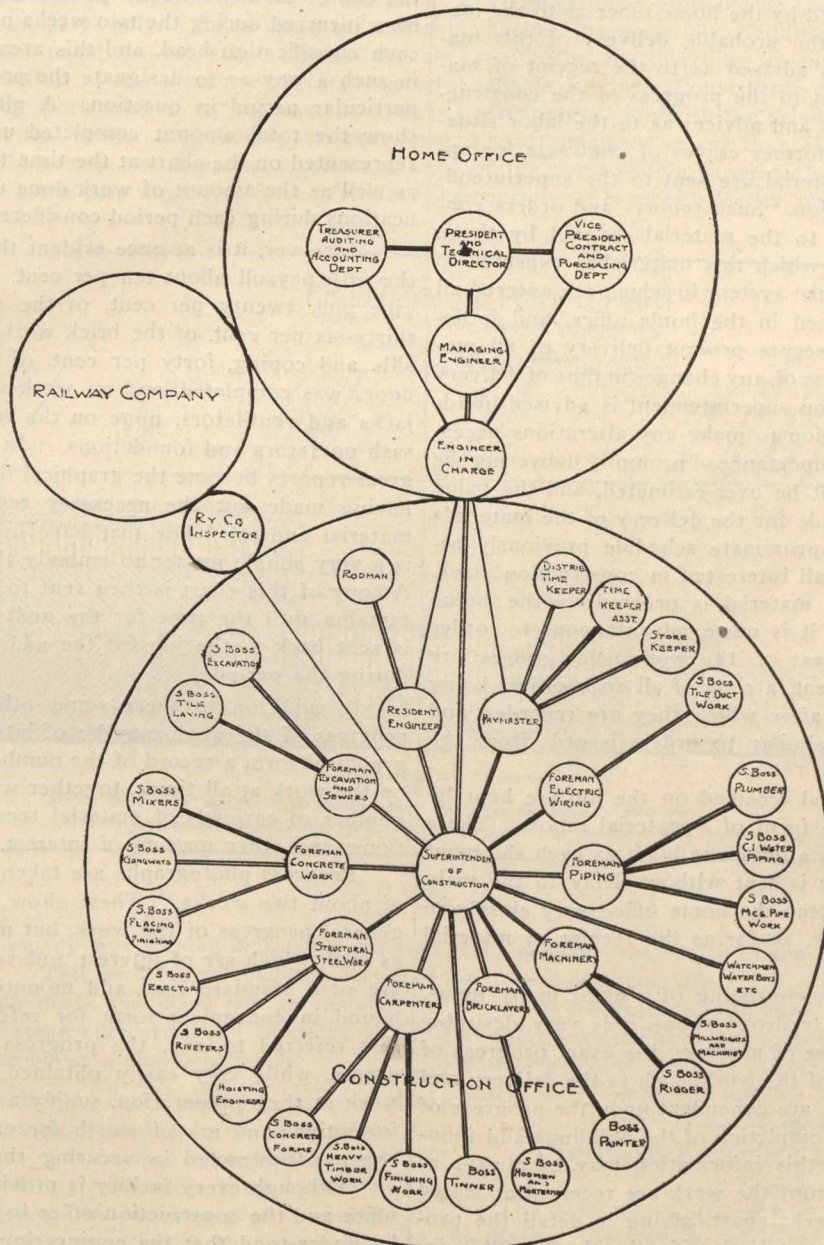 HOME OFFICE
TREASURER
AUDITING
AND
ACCOUNTING
DEPT
PRESIDENT
AND
TECHNICAL
DIRECTOR
VICE
PRESIDENT
CONTRACT
AND
PURCHASING
DEPT
MANAGING
ENGINEER
RAILWAY COMPANY
ENGINEER
IN
CHARGE
RY CO
INSPECTOR
RODMAN
DISTRIB
TIME
KEEPER
TIME
KEEPER
ASST.
STORE
KEEPER
S BOSS
EXCAVATION
S BOSS
TILE
LAYING
RESIDENT
ENGINEER
PAYMASTER
S BOSS
TILE DUCT
WORK
FOREMAN
EXCAVATION
AND
SEWERS
FOREMAN
ELECTRIC
WIRING
S. BOSS
MIXERS
S. BOSS
PLUMBER
S BOSS
GANGWAYS
FOREMAN
CONCRETE
WORK
SUPERINTENDENT
OF
CONSTRUCTION
FOREMAN
PIPING
S BOSS
C.I WATER
PIPING
S. BOSS
PLACING
AND
FINISHING
FOREMAN
STRUCTURAL
STEEL WORK
FOREMAN
MACHINERY
S BOSS
PIPE
WORK
S BOSS
ERECTOR
FOREMAN
CARPENTERS
FOREMAN
BRICKLAYERS
WATCHMEN
WATER BOYS
ETC
S BOSS
RIVETERS
S. BOSS
MILLWRIGHTS
AND
MACHINIST
HOISTING
ENGINEERS
CONSTRUCTION OFFICE
S BOSS
RIGGER
S BOSS
CONCRETE
FORMS
S. BOSS
HEAVY
TIMBER
WORK
S BOSS
FINISHING
WORK
BOSS
TINNER
S BOSS
HODMEN
AND
MORTARMEN
BOSS
PAINTER